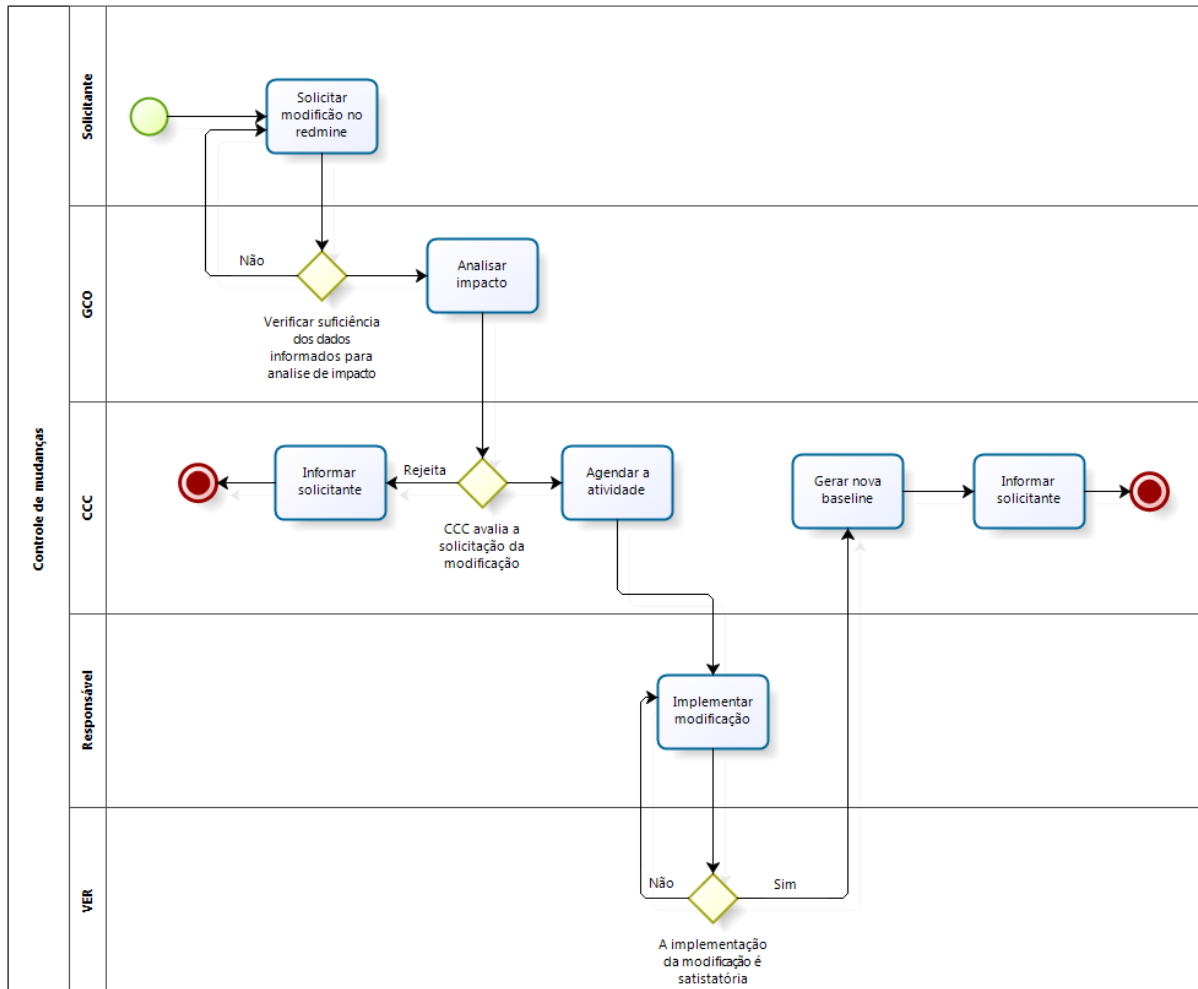 Controle de mudanças
Solicitante
Solicitar
modificão no
redmine
GCO
Não
Analisar
impacto
Verificar suficiência
dos dados
informados para
analise de impacto
CCC
Informar
solicitante
Rejeita
Agendar a
atividade
Gerar nova
baseline
Informar
solicitante
CCC avalia a
solicitação da
modificação
Responsável
Implementar
modificação
VER
Não
Sim
A implementação
da modificação é
satistatória